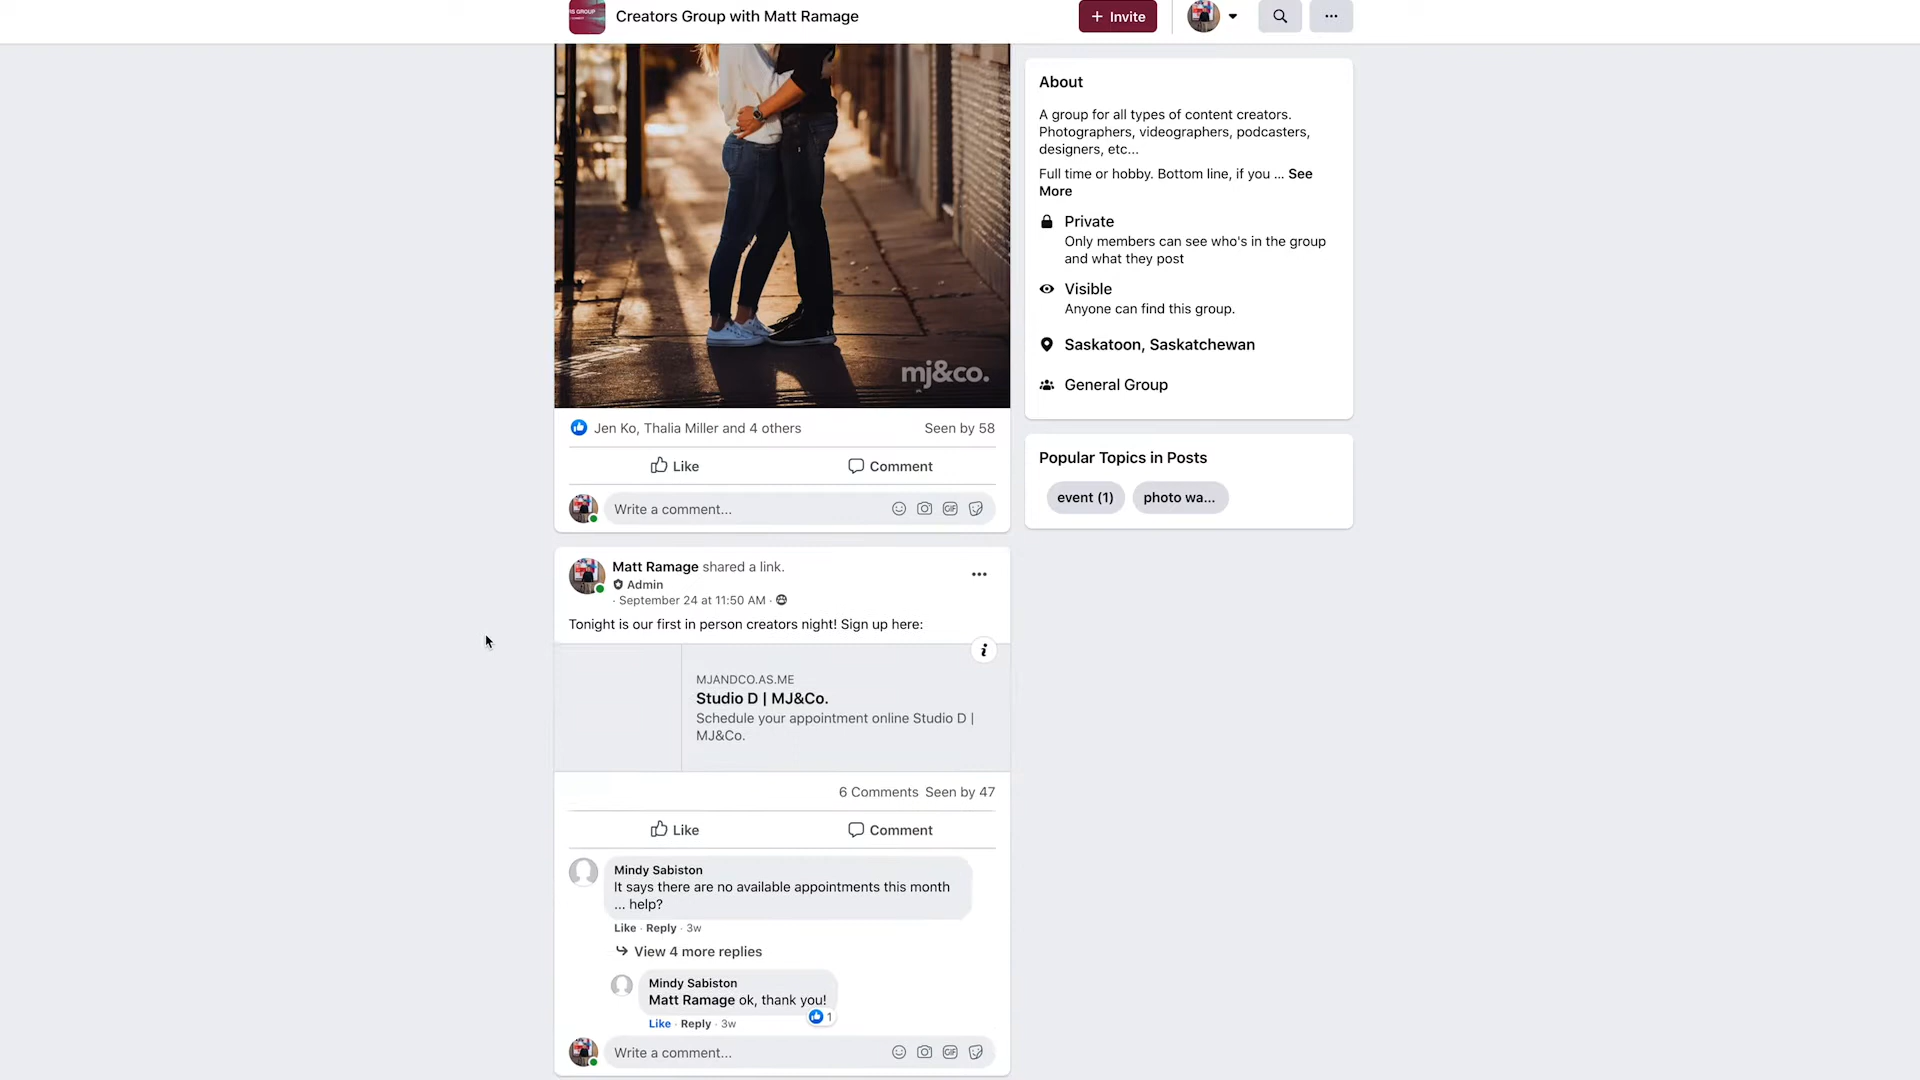 Creators Group with Matt Ramage
+ Invite
mj&co.
Jen Ko, Thalia Miller and 4 others
Seen by 58
Like
Comment
Write a comment...
GIF
Matt Ramage shared a link.
Admin
· September 24 at 11:50 AM ·
Tonight is our first in person creators night! Sign up here:
MJANDCO.AS.ME
Studio D | MJ&Co.
Schedule your appointment online Studio D |
MJ&Co.
6 Comments Seen by 47
Like
Comment
Mindy Sabiston
It says there are no available appointments this month
... help?
Like · Reply · 3w
View 4 more replies
Mindy Sabiston
Matt Ramage ok, thank you!
1
Like · Reply · 3w
Write a comment...
GIF
About
A group for all types of content creators.
Photographers, videographers, podcasters,
designers, etc...
Full time or hobby. Bottom line, if you ... See
More
Private
Only members can see who's in the group
and what they post
Visible
Anyone can find this group.
Saskatoon, Saskatchewan
General Group
Popular Topics in Posts
event (1)
photo wa...